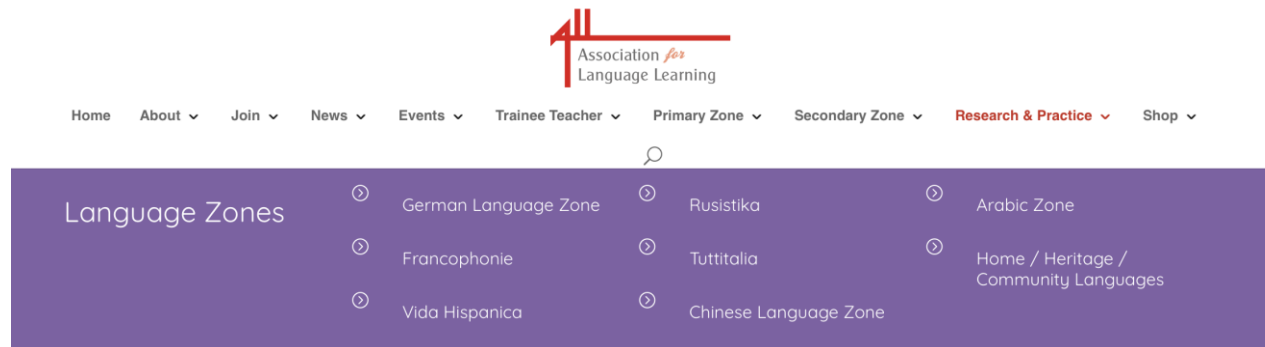 Association for
Language Learning
Home About Join News Events Trainee Teacher Primary Zone Secondary Zone Research & Practice Shop
Language Zones
German Language Zone
Francophonie
Vida Hispanica
Rusistika
Tuttitalia
Chinese Language Zone
Arabic Zone
Home / Heritage /
Community Languages